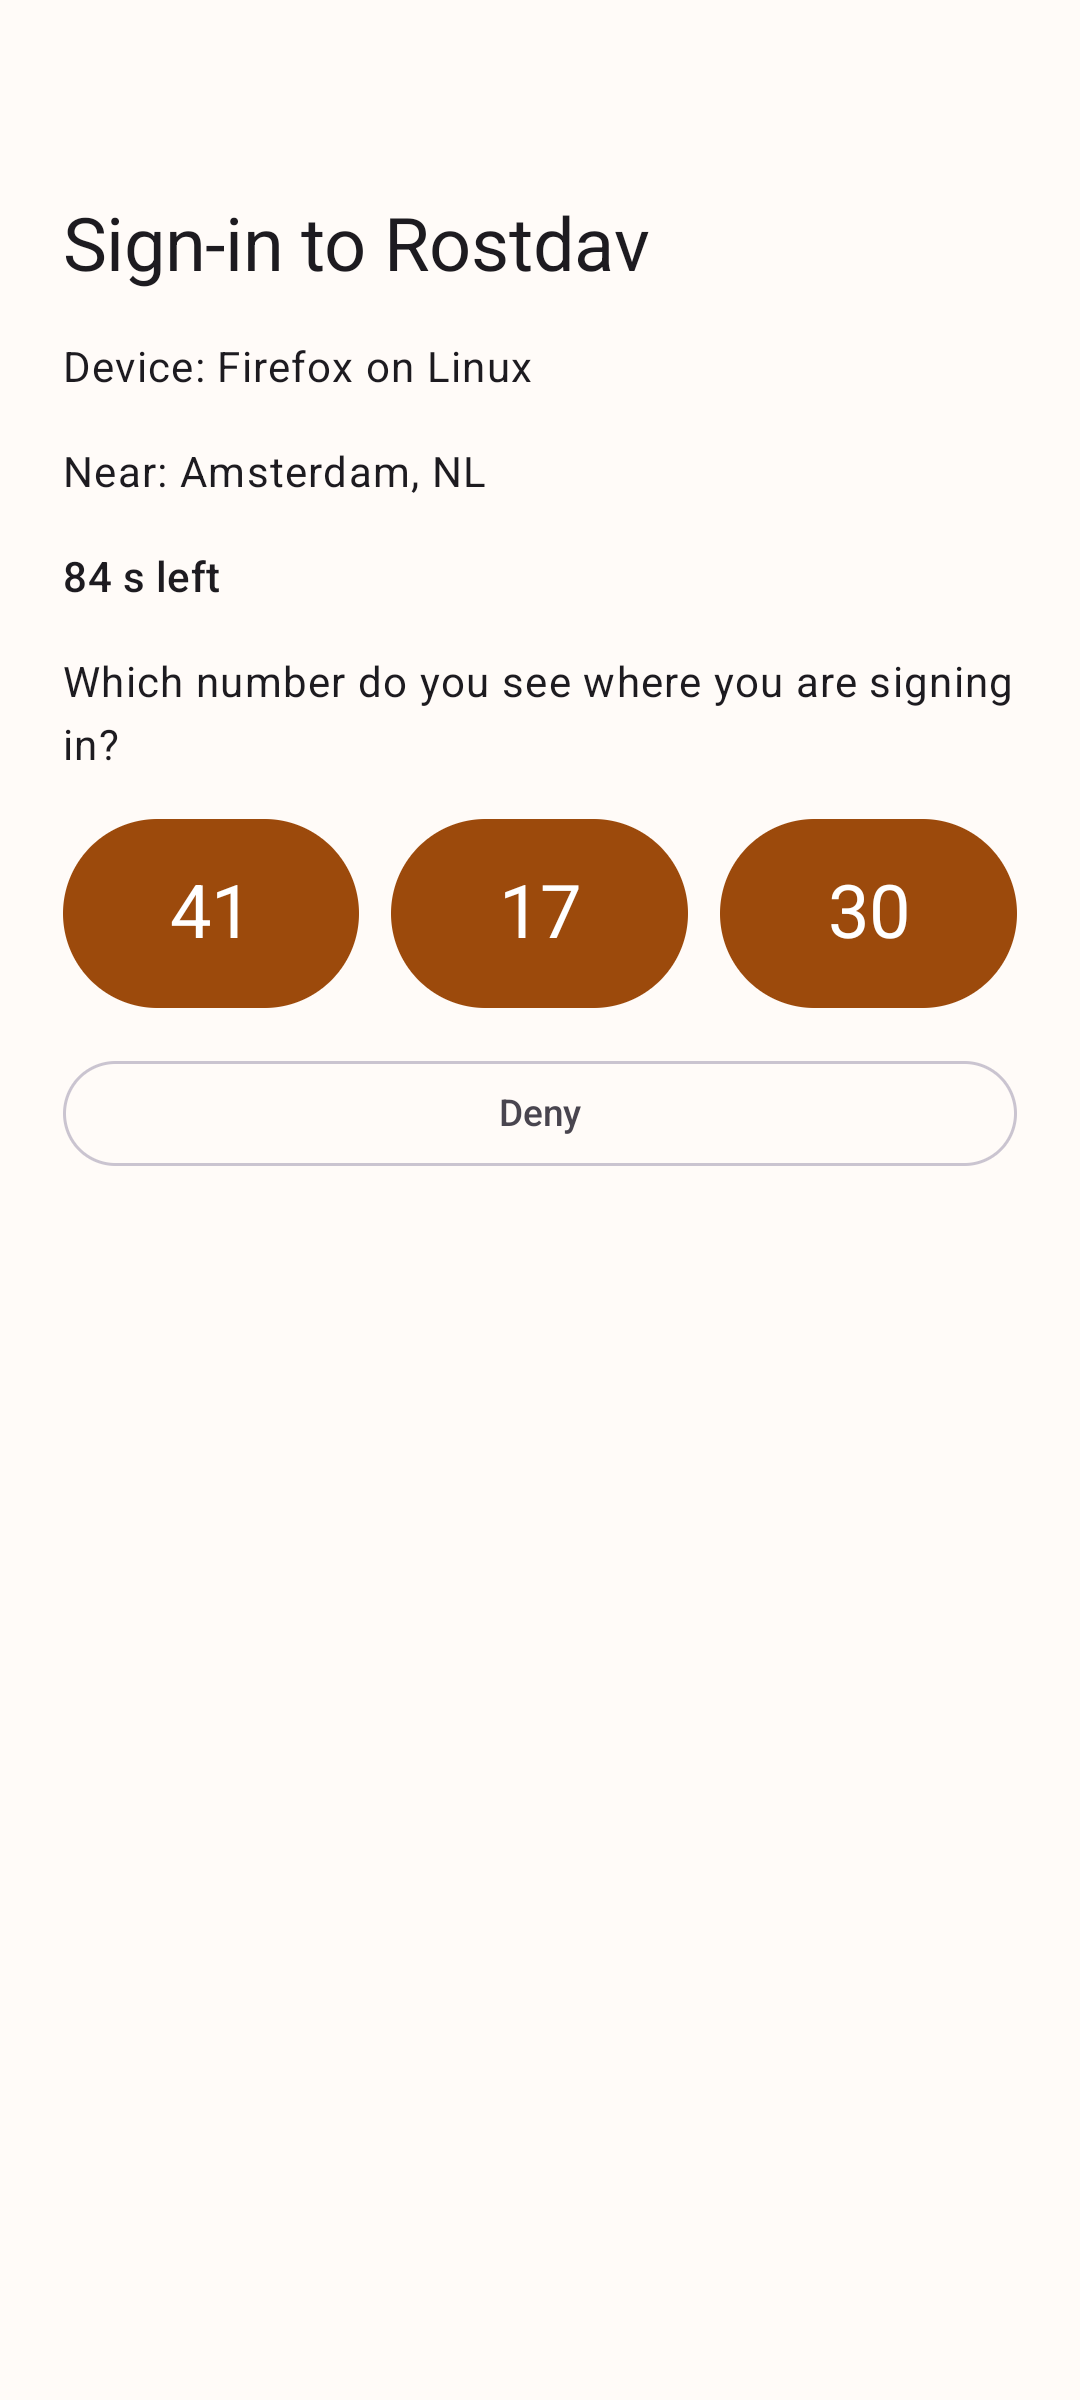 Sign-in to Rostdav
Device: Firefox on Linux
Near: Amsterdam, NL
84 s left
Which number do you see where you are signing
in?
41 17 30
Deny